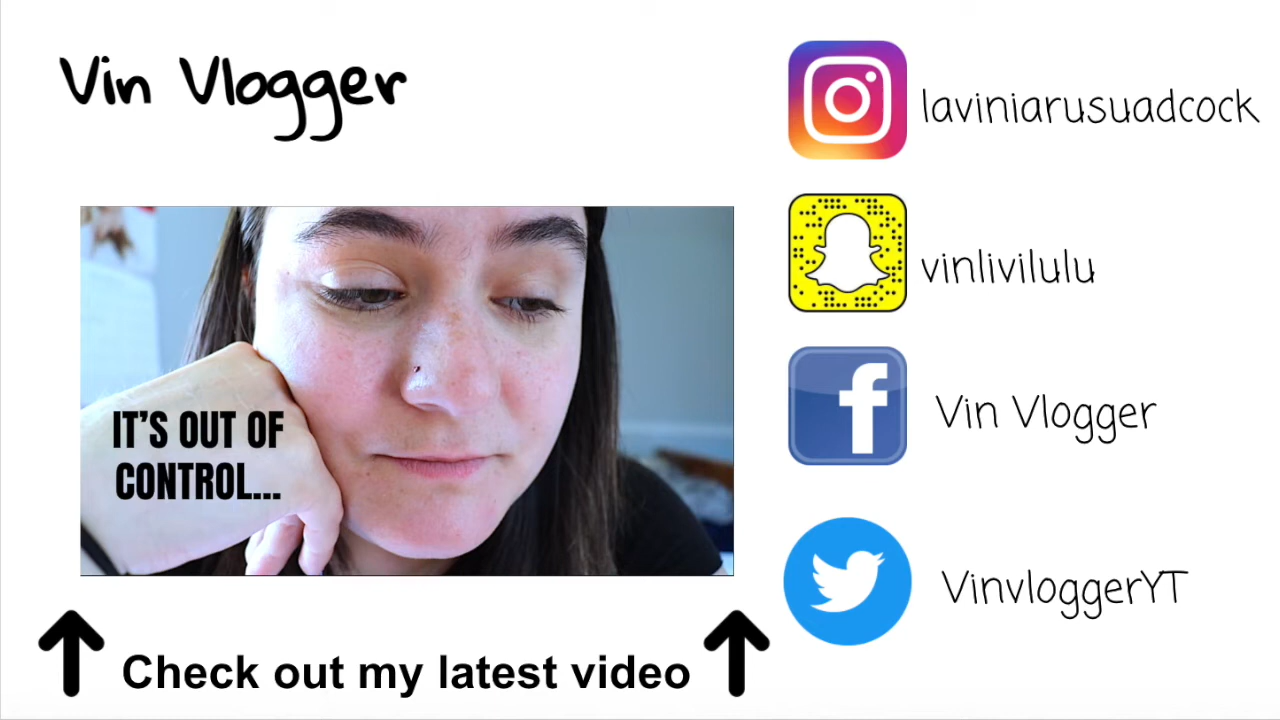 Vin Vlogger
laviniarusuadcock
vinlivilulu
IT'S OUT OF
CONTROL...
Vin Vlogger
VinvloggerYT
Check out my latest video